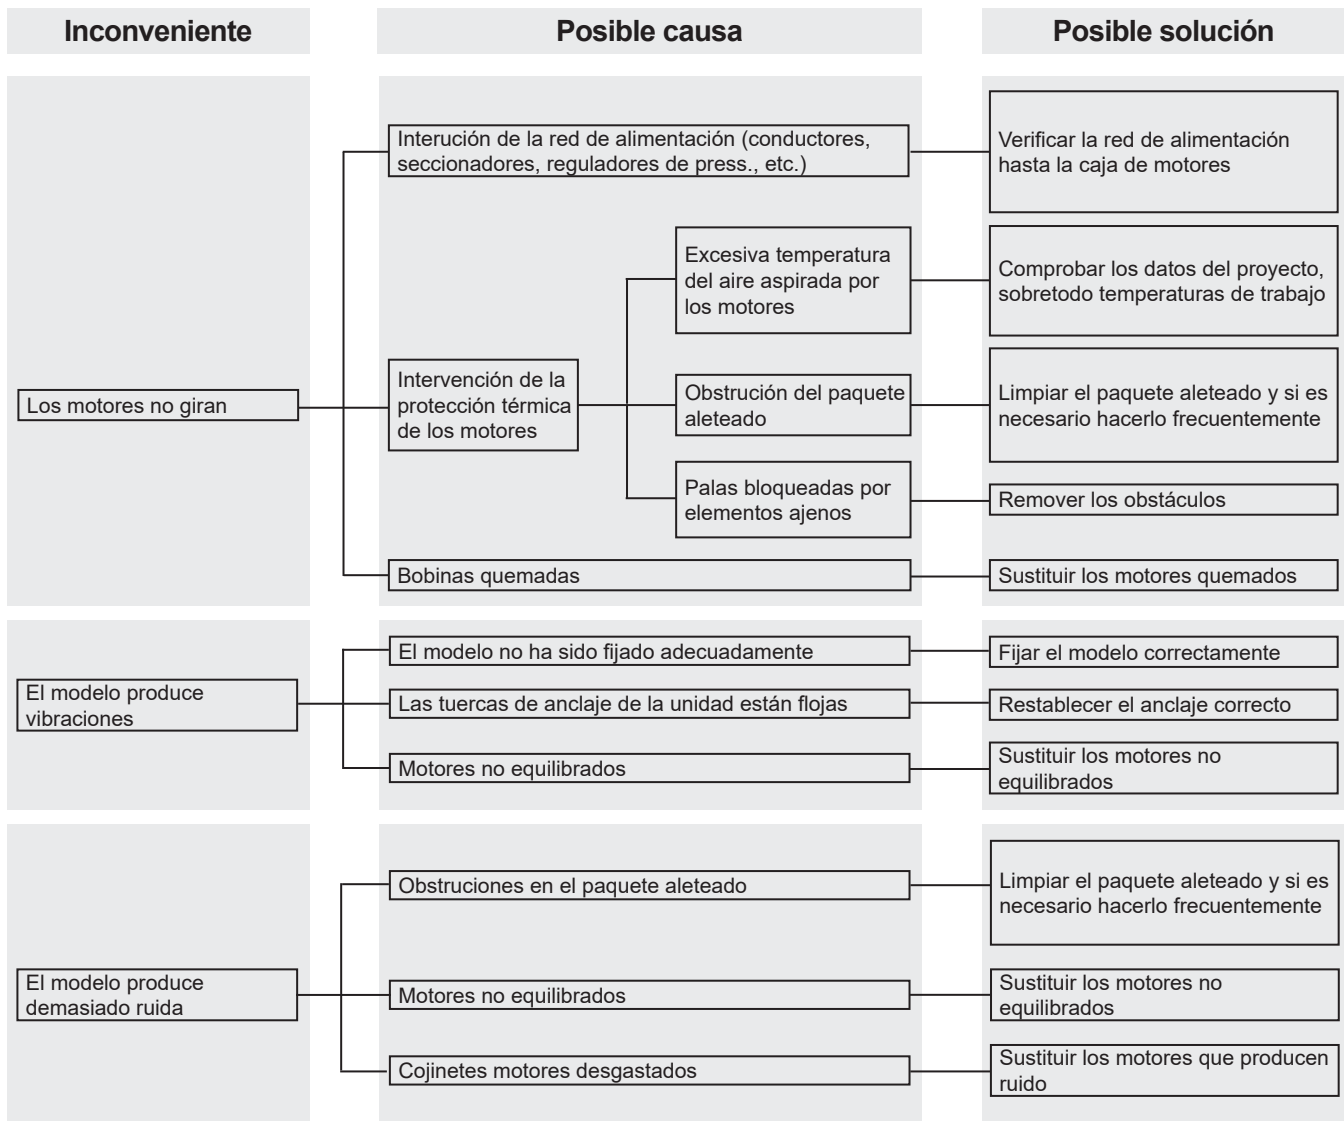 Inconveniente
Posible causa
Posible solución
Los motores no giran
Interución de la red de alimentación (conductores,
seccionadores, reguladores de press., etc.)
Verificar la red de alimentación
hasta la caja de motores
Intervención de la
protección térmica
de los motores
Excesiva temperatura
del aire aspirada por
los motores
Comprobar los datos del proyecto,
sobretodo temperaturas de trabajo
Obstrución del paquete
aleteado
Limpiar el paquete aleteado y si es
necesario hacerlo frecuentemente
Palas bloqueadas por
elementos ajenos
Remover los obstáculos
Bobinas quemadas
Sustituir los motores quemados
El modelo produce
vibraciones
El modelo no ha sido fijado adecuadamente
Fijar el modelo correctamente
Las tuercas de anclaje de la unidad están flojas
Restablecer el anclaje correcto
Motores no equilibrados
Sustituir los motores no
equilibrados
El modelo produce
demasiado ruida
Obstruciones en el paquete aleteado
Limpiar el paquete aleteado y si es
necesario hacerlo frecuentemente
Motores no equilibrados
Sustituir los motores no
equilibrados
Cojinetes motores desgastados
Sustituir los motores que producen
ruido